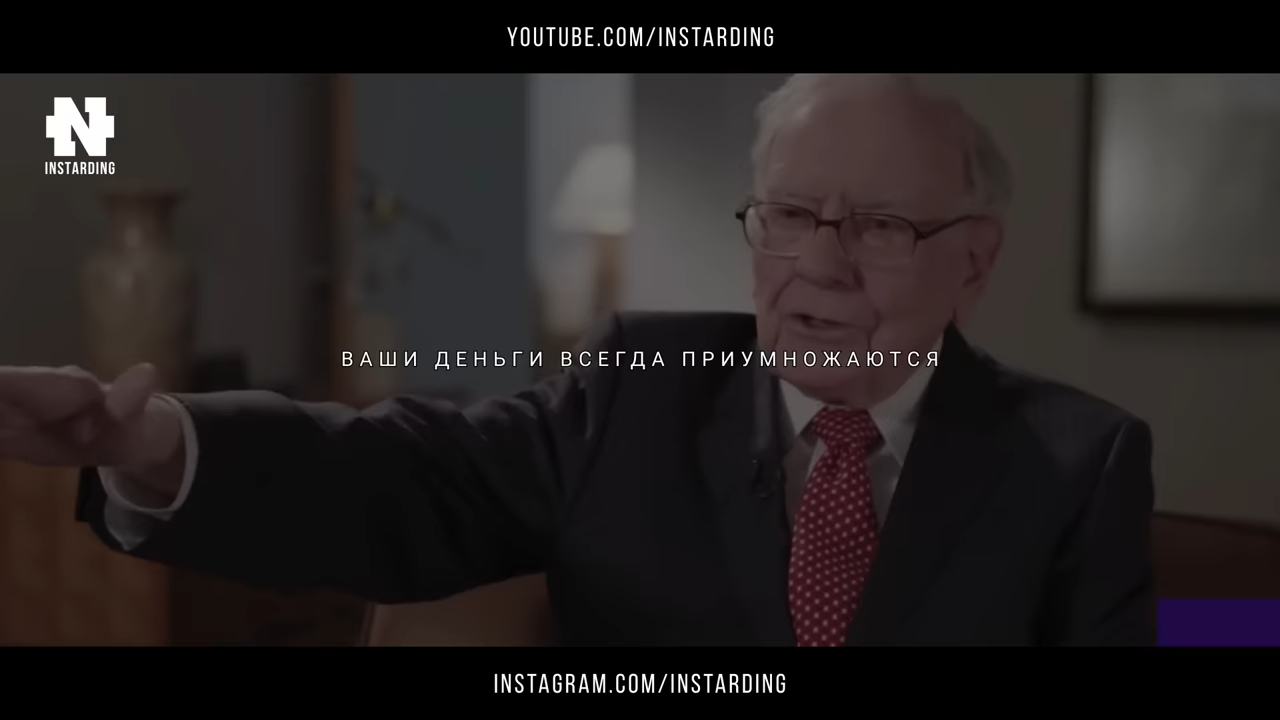 YOUTUBE.COM/INSTARDING
N
INSTARDING
ВАШИ ДЕНЬГИ ВСЕГДА ПРИУМНОЖАЮТСЯ
INSTAGRAM.COM/INSTARDING